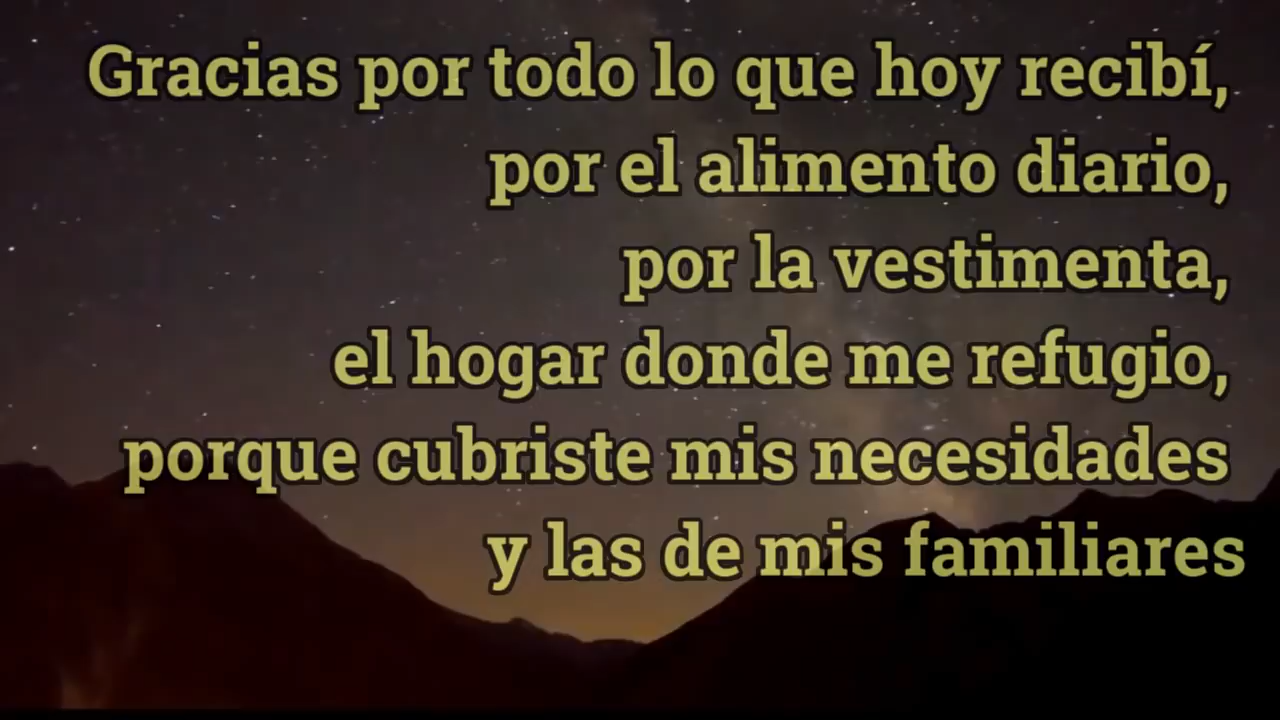 Gracias por todo lo que hoy recibí,
por el alimento diario,
por la vestimenta,
el hogar donde me refugio,
porque cubriste mis necesidades
y las de mis familiares